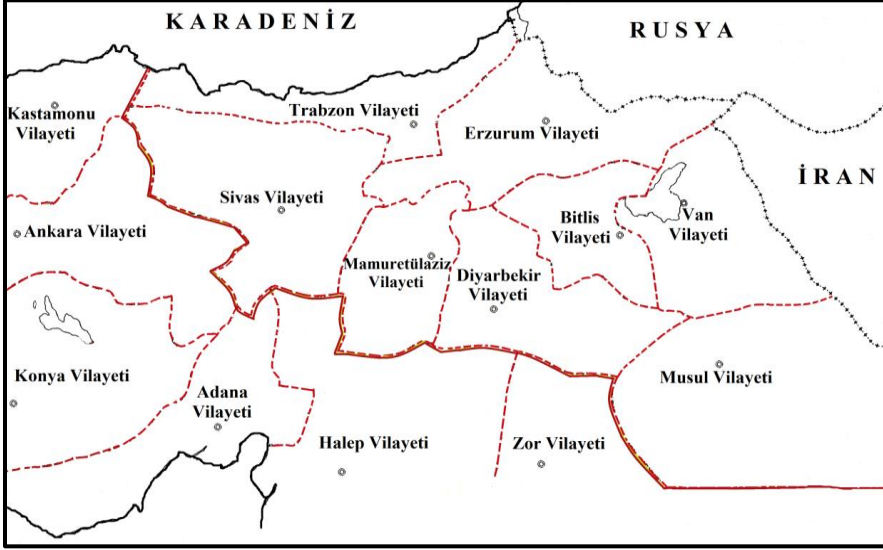 KARADENİZ
RUSYA
Kastamonu
Vilayeti
Trabzon Vilayeti
Erzurum Vilayeti
İRAN
Sivas Vilayeti
Ankara Vilayeti
Bitlis
Vilayeti
Van
Vilayeti
Mamuretülaziz
Vilayeti
Diyarbekir
Vilayeti
Konya Vilayeti
Adana
Vilayeti
Musul Vilayeti
Halep Vilayeti
Zor Vilayeti